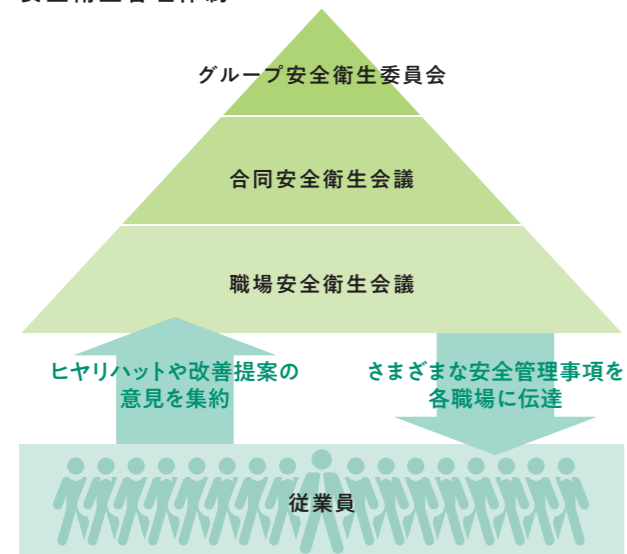 グループ安全衛生委員会
合同安全衛生会議
職場安全衛生会議
ヒヤリハットや改善提案の
意見を集約
さまざまな安全管理事項を
各職場に伝達
従業員